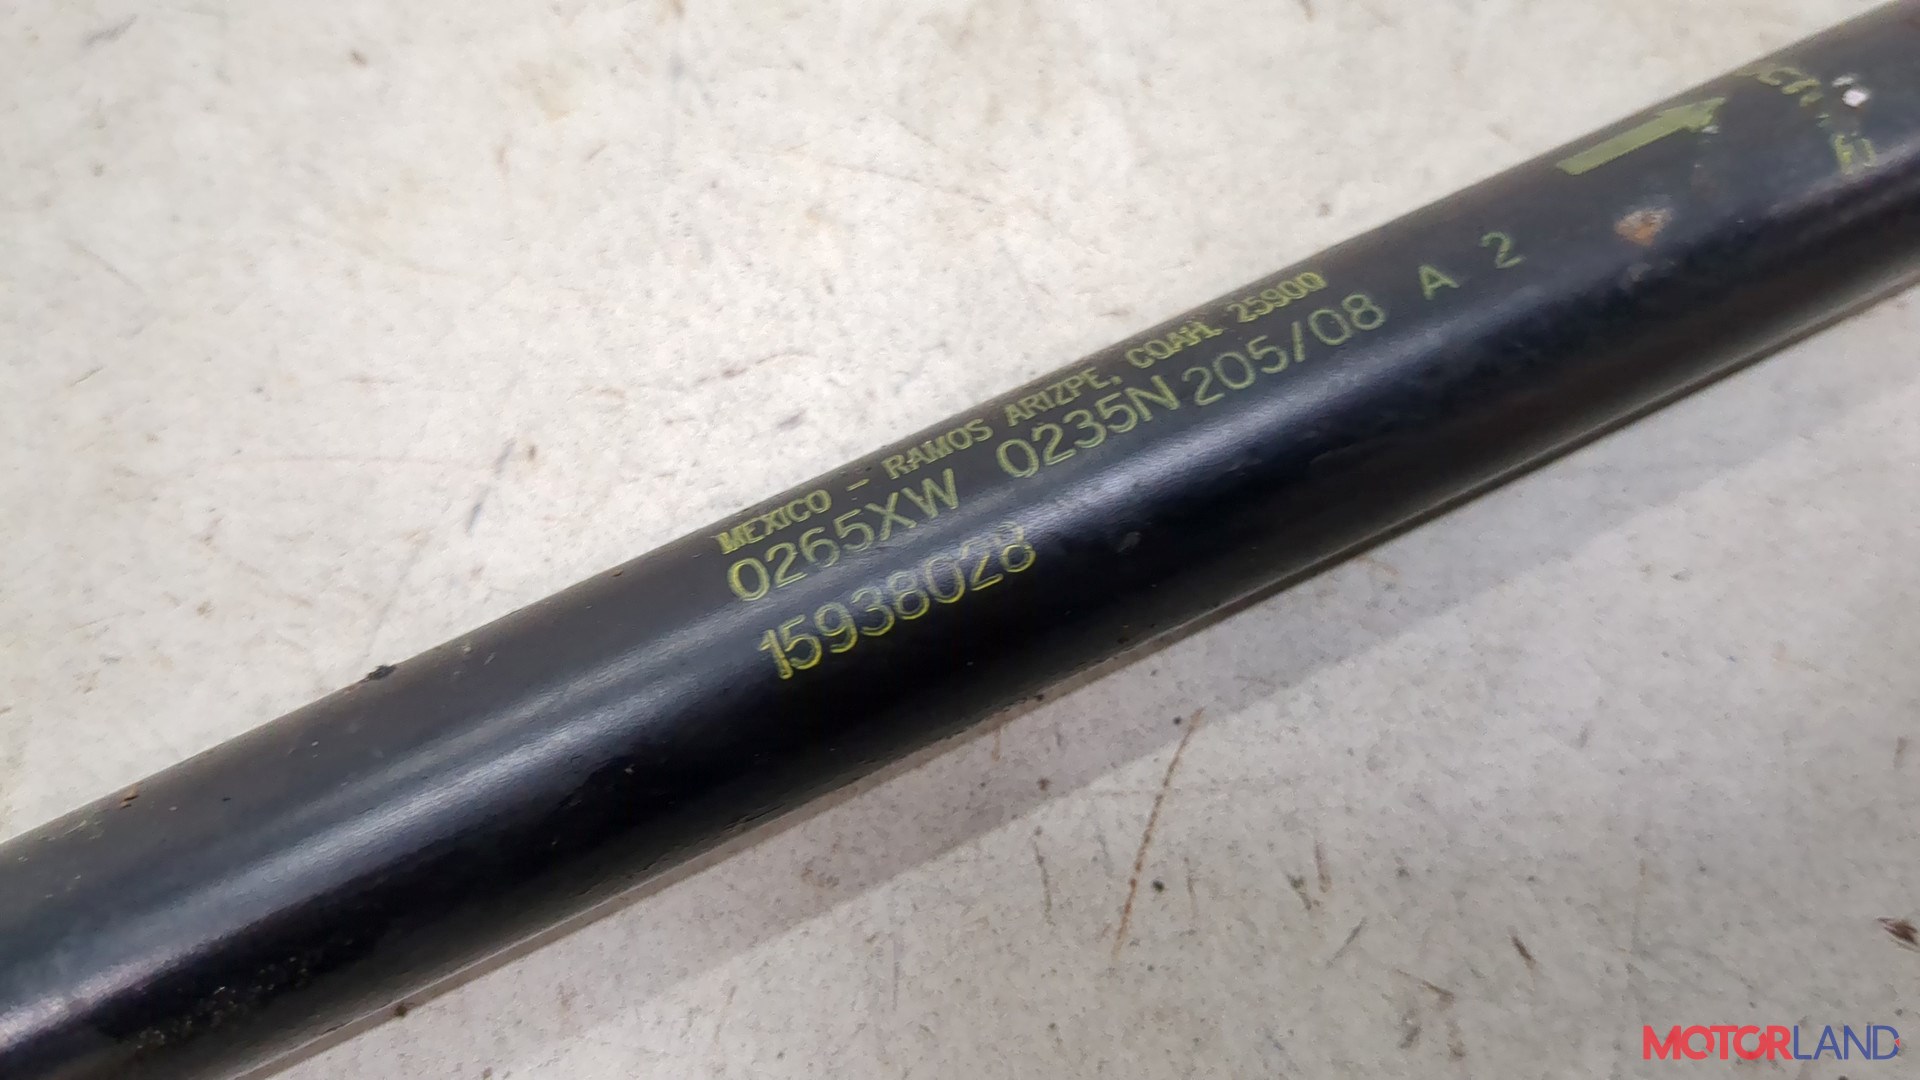 MEXICO - RAMOS ARIZPE, COAH. 25900
0265XW 0235N 205/08 A 2
15938028
MOTORLAND